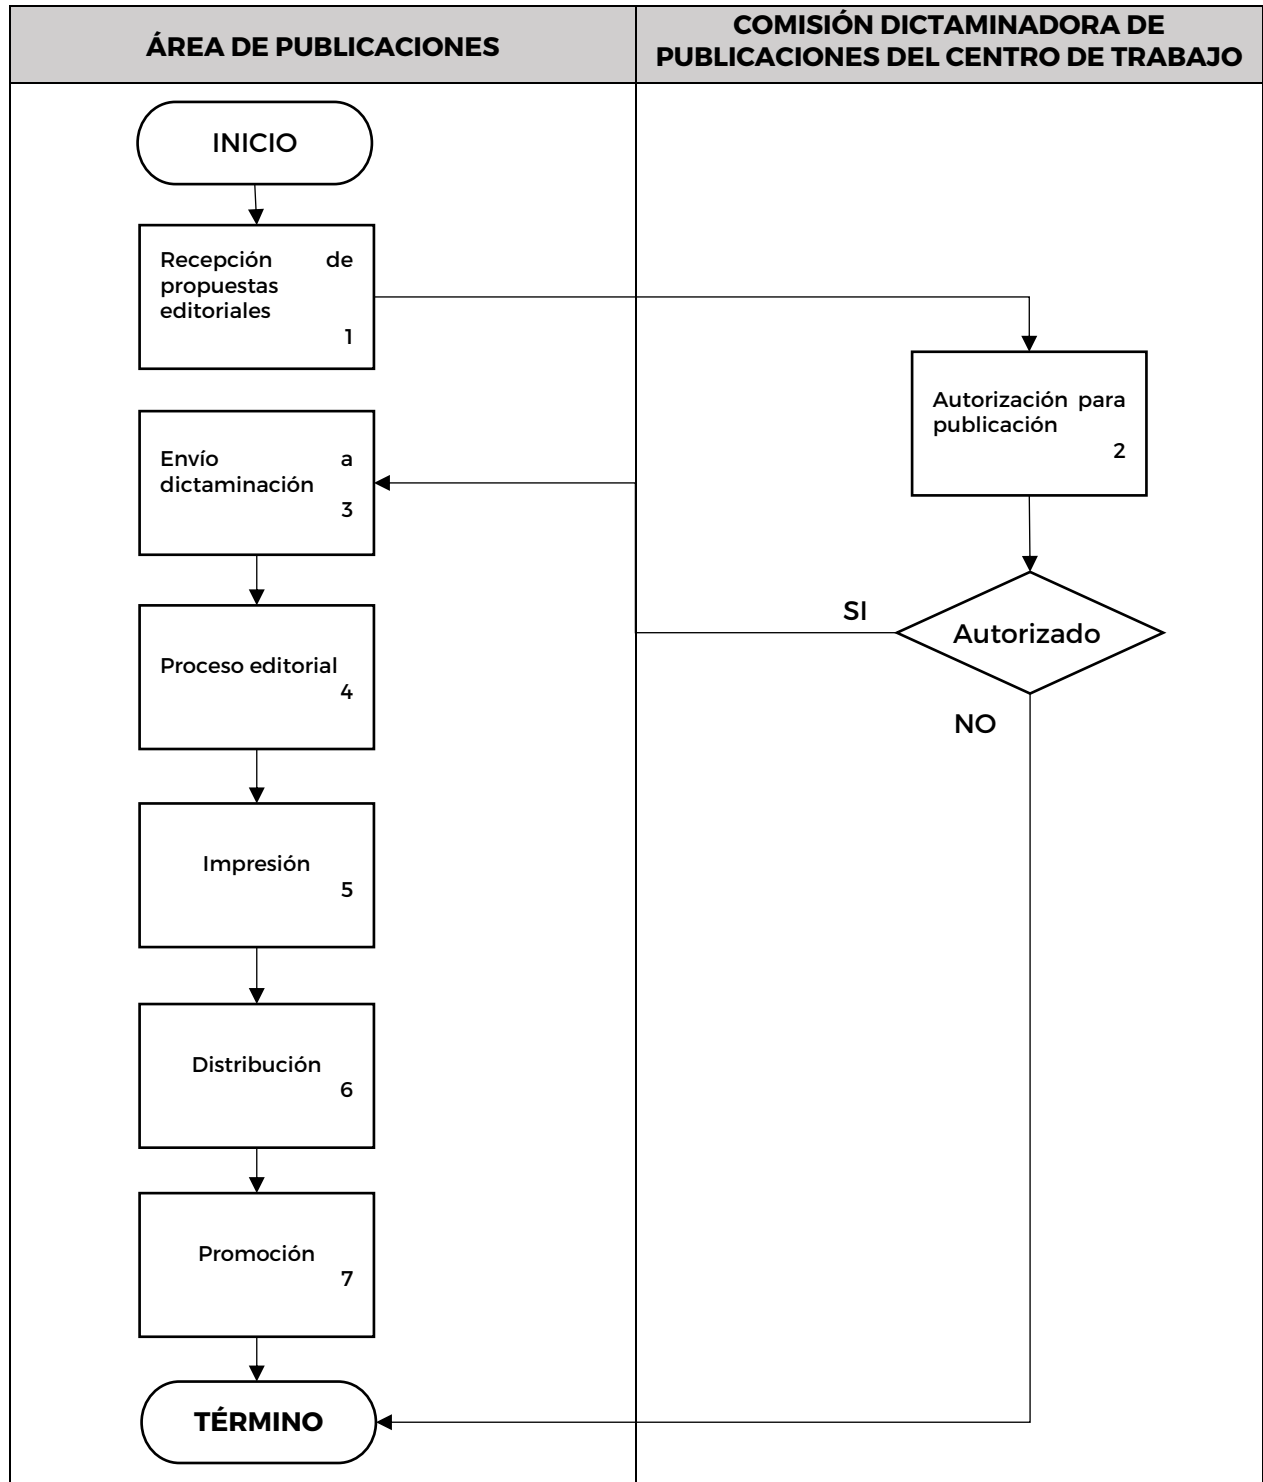 ÁREA DE PUBLICACIONES
COMISIÓN DICTAMINADORA DE
PUBLICACIONES DEL CENTRO DE TRABAJO
INICIO
Recepción de
propuestas
editoriales
1
Autorización para
publicación
2
Autorizado
SI
NO
Envío a
dictaminación
3
Proceso editorial
4
Impresión
5
Distribución
6
Promoción
7
TÉRMINO